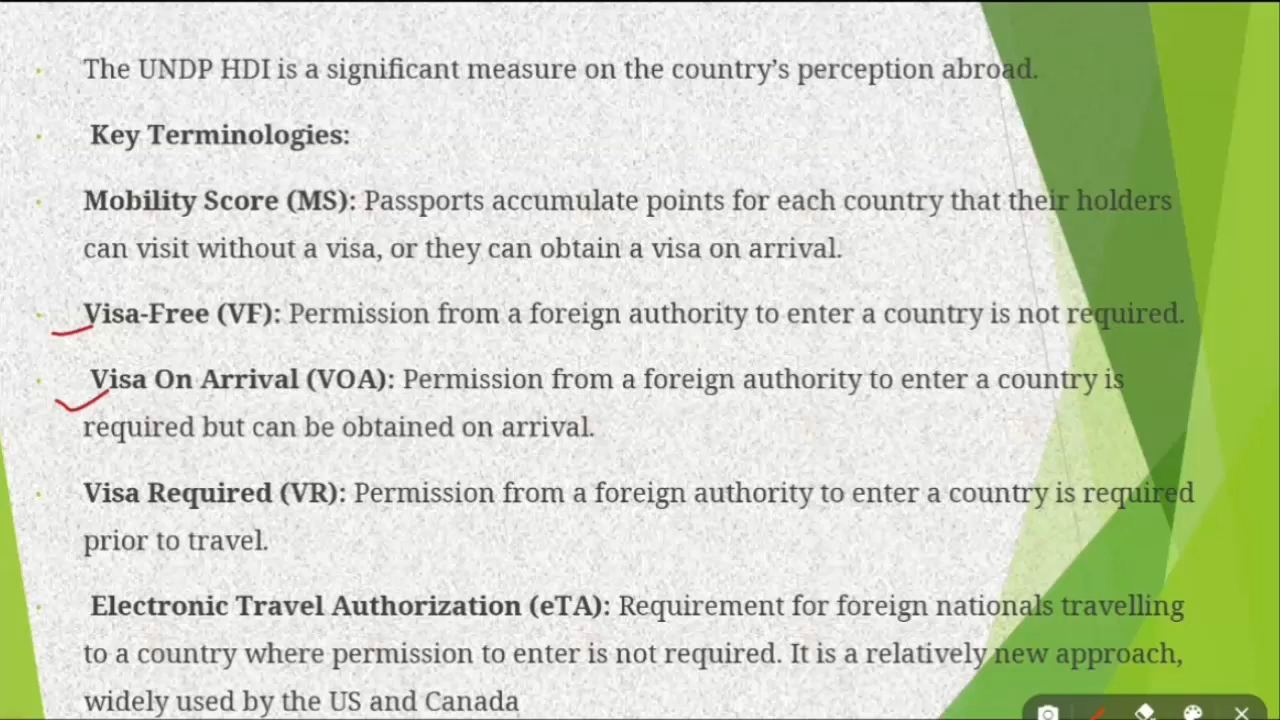 The UNDP HDI is a significant measure on the country’s perception abroad.
Key Terminologies:
Mobility Score (MS): Passports accumulate points for each country that their holders
can visit without a visa, or they can obtain a visa on arrival.
Visa-Free (VF): Permission from a foreign authority to enter a country is not required.
Visa On Arrival (VOA): Permission from a foreign authority to enter a country is
required but can be obtained on arrival.
Visa Required (VR): Permission from a foreign authority to enter a country is required
prior to travel.
Electronic Travel Authorization (eTA): Requirement for foreign nationals travelling
to a country where permission to enter is not required. It is a relatively new approach,
widely used by the US and Canada